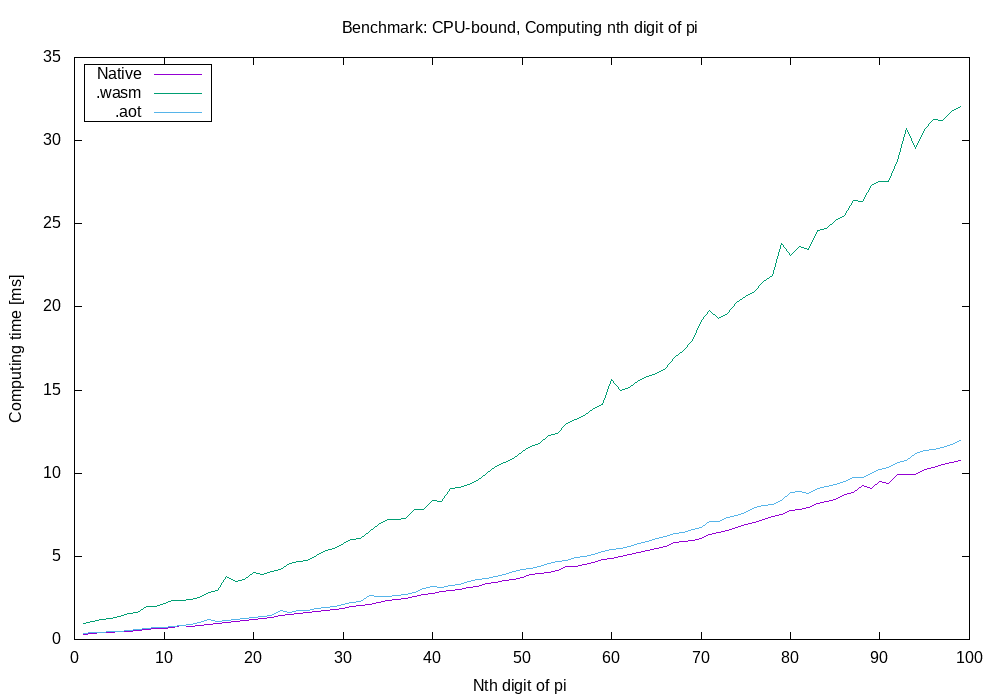 Benchmark: CPU-bound, Computing nth digit of pi
35
30
25
20
15
10
5
0
Native
.wasm
.aot
Computing time [ms]
0 10 20 30 40 50 60 70 80 90 100
Nth digit of pi